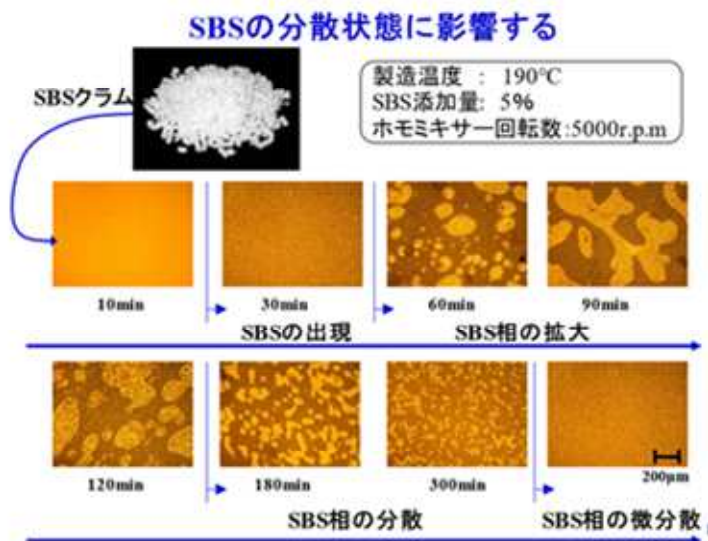 SBSの分散状態に影響する
SBSクラム
製造温度 : 190℃
SBS添加量: 5%
ホモミキサー回転数:5000r.p.m
10min
30min
60min
90min
SBSの出現
SBS相の拡大
120min
180min
300min
200μm
SBS相の分散
SBS相の微分散